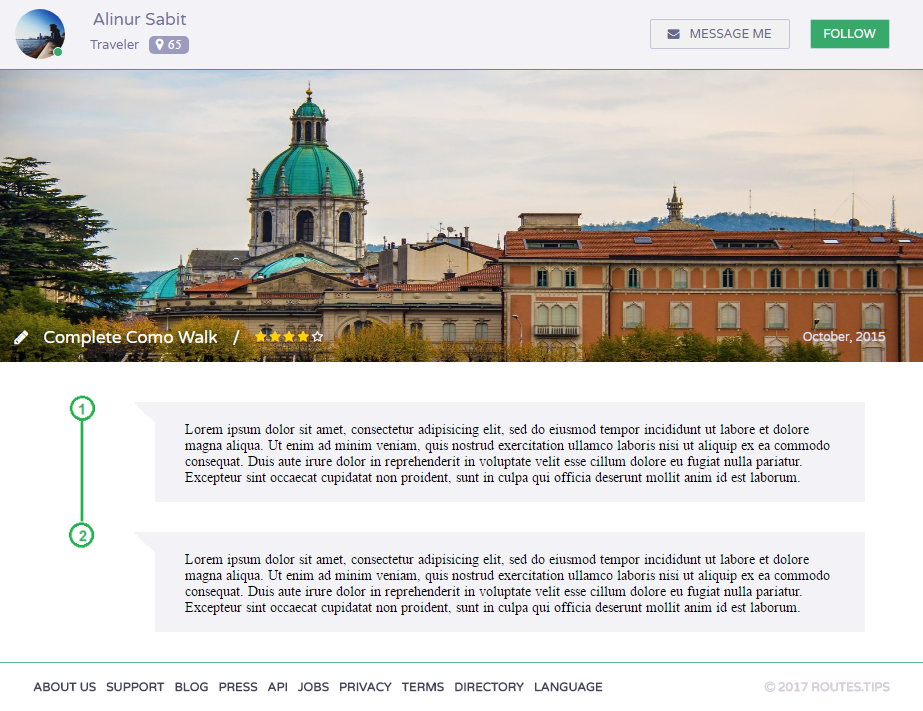 Alinur Sabit
Traveler 65
MESSAGE ME
FOLLOW
Complete Como Walk /
October, 2015
1
Lorem ipsum dolor sit amet, consectetur adipisicing elit, sed do eiusmod tempor incididunt ut labore et dolore
magna aliqua. Ut enim ad minim veniam, quis nostrud exercitation ullamco laboris nisi ut aliquip ex ea commodo
consequat. Duis aute irure dolor in reprehenderit in voluptate velit esse cillum dolore eu fugiat nulla pariatur.
Excepteur sint occaecat cupidatat non proident, sunt in culpa qui officia deserunt mollit anim id est laborum.
2
Lorem ipsum dolor sit amet, consectetur adipisicing elit, sed do eiusmod tempor incididunt ut labore et dolore
magna aliqua. Ut enim ad minim veniam, quis nostrud exercitation ullamco laboris nisi ut aliquip ex ea commodo
consequat. Duis aute irure dolor in reprehenderit in voluptate velit esse cillum dolore eu fugiat nulla pariatur.
Excepteur sint occaecat cupidatat non proident, sunt in culpa qui officia deserunt mollit anim id est laborum.
ABOUT US SUPPORT BLOG PRESS API JOBS PRIVACY TERMS DIRECTORY LANGUAGE
© 2017 ROUTES.TIPS